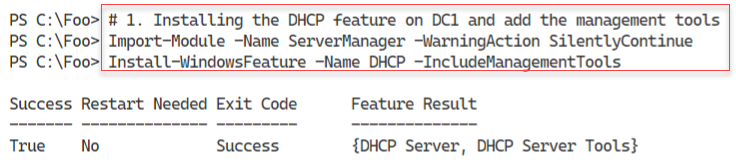 PS C:\Foo> # 1. Installing the DHCP feature on DC1 and add the management tools
PS C:\Foo> Import-Module -Name ServerManager -WarningAction SilentlyContinue
PS C:\Foo> Install-WindowsFeature -Name DHCP -IncludeManagementTools
Success Restart Needed Exit Code      Feature Result
------- -------------- ---------      --------------
True    No             Success        {DHCP Server, DHCP Server Tools}